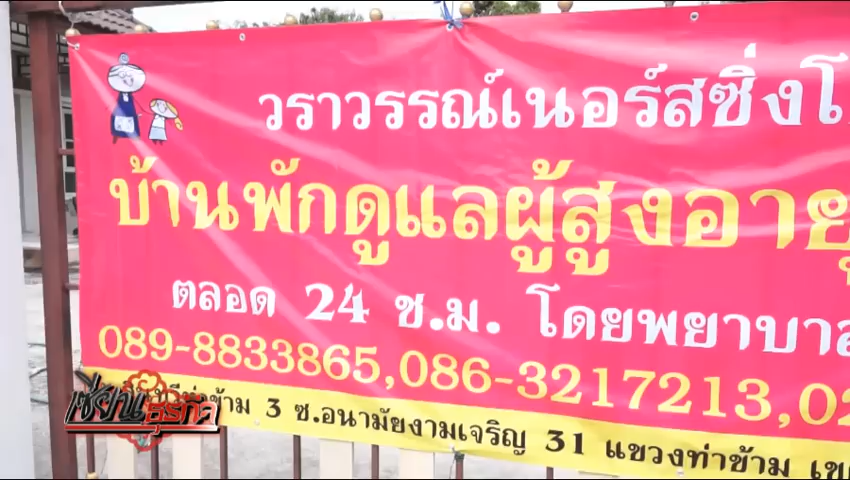 วราวรรณ์เนอร์สซิ่งโ
บ้านพักดูแลผู้สูงอายุ
ตลอด 24 ช.ม. โดยพยาบาล
089-8833865,086-3217213,02
ท่าข้าม 3 ซ.อนามัยงามเจริญ 31 แขวงท่าข้าม เข
เซียนธุรกิจ